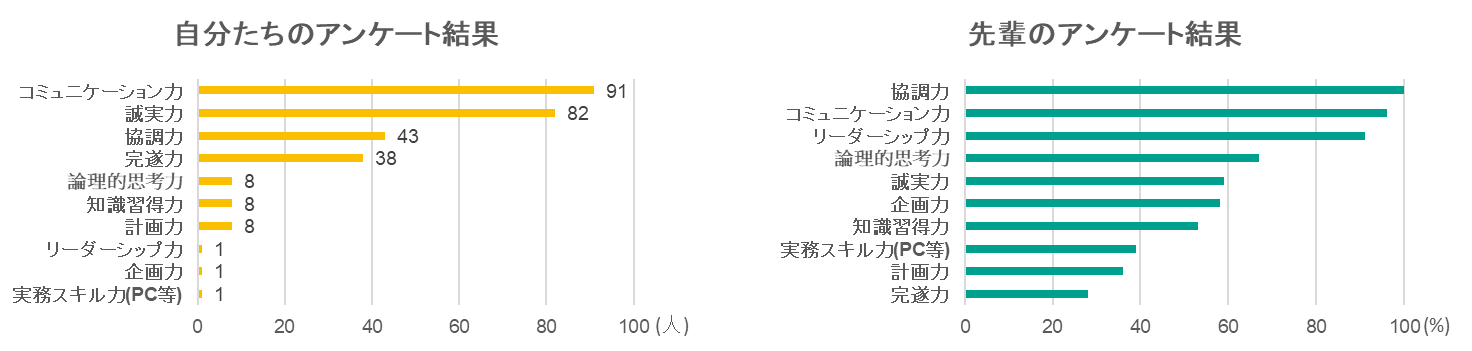 自分たちのアンケート結果
コミュニケーション力 91
誠実力 82
協調力 43
完遂力 38
論理的思考力 8
知識習得力 8
計画力 8
リーダーシップ力 1
企画力 1
実務スキル力(PC等) 1
0 20 40 60 80 100 (人)
先輩のアンケート結果
協調力
コミュニケーション力
リーダーシップ力
論理的思考力
誠実力
企画力
知識習得力
実務スキル力(PC等)
計画力
完遂力
0 20 40 60 80 100 (%)